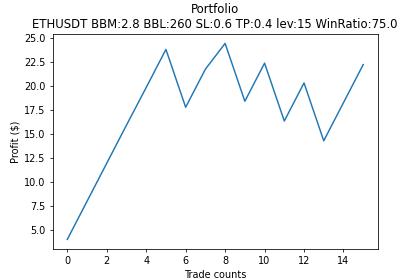 Portfolio
ETHUSDT BBM:2.8 BBL:260 SL:0.6 TP:0.4 lev:15 WinRatio:75.0
25.0
22.5
20.0
17.5
15.0
12.5
10.0
7.5
5.0
Profit ($)
0 2 4 6 8 10 12 14
Trade counts